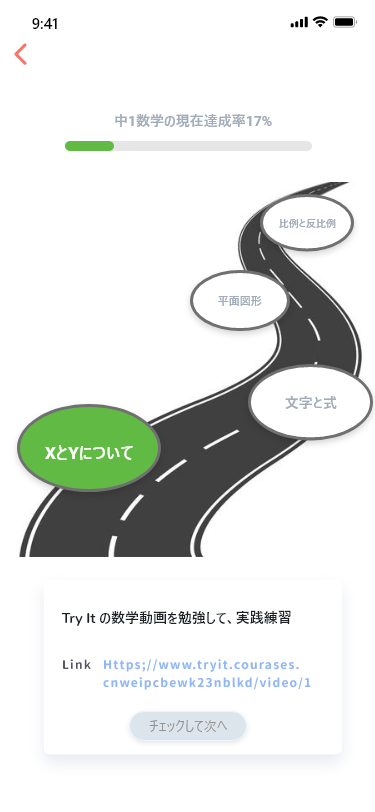 9:41
中1数学の現在達成率17%
比例と反比例
平面図形
文字と式
XとYについて
Try It の数学動画を勉強して、実践練習
Link Https;//www.tryit.courases.
cnweipcbewk23nblkd/video/1
チェックして次へ